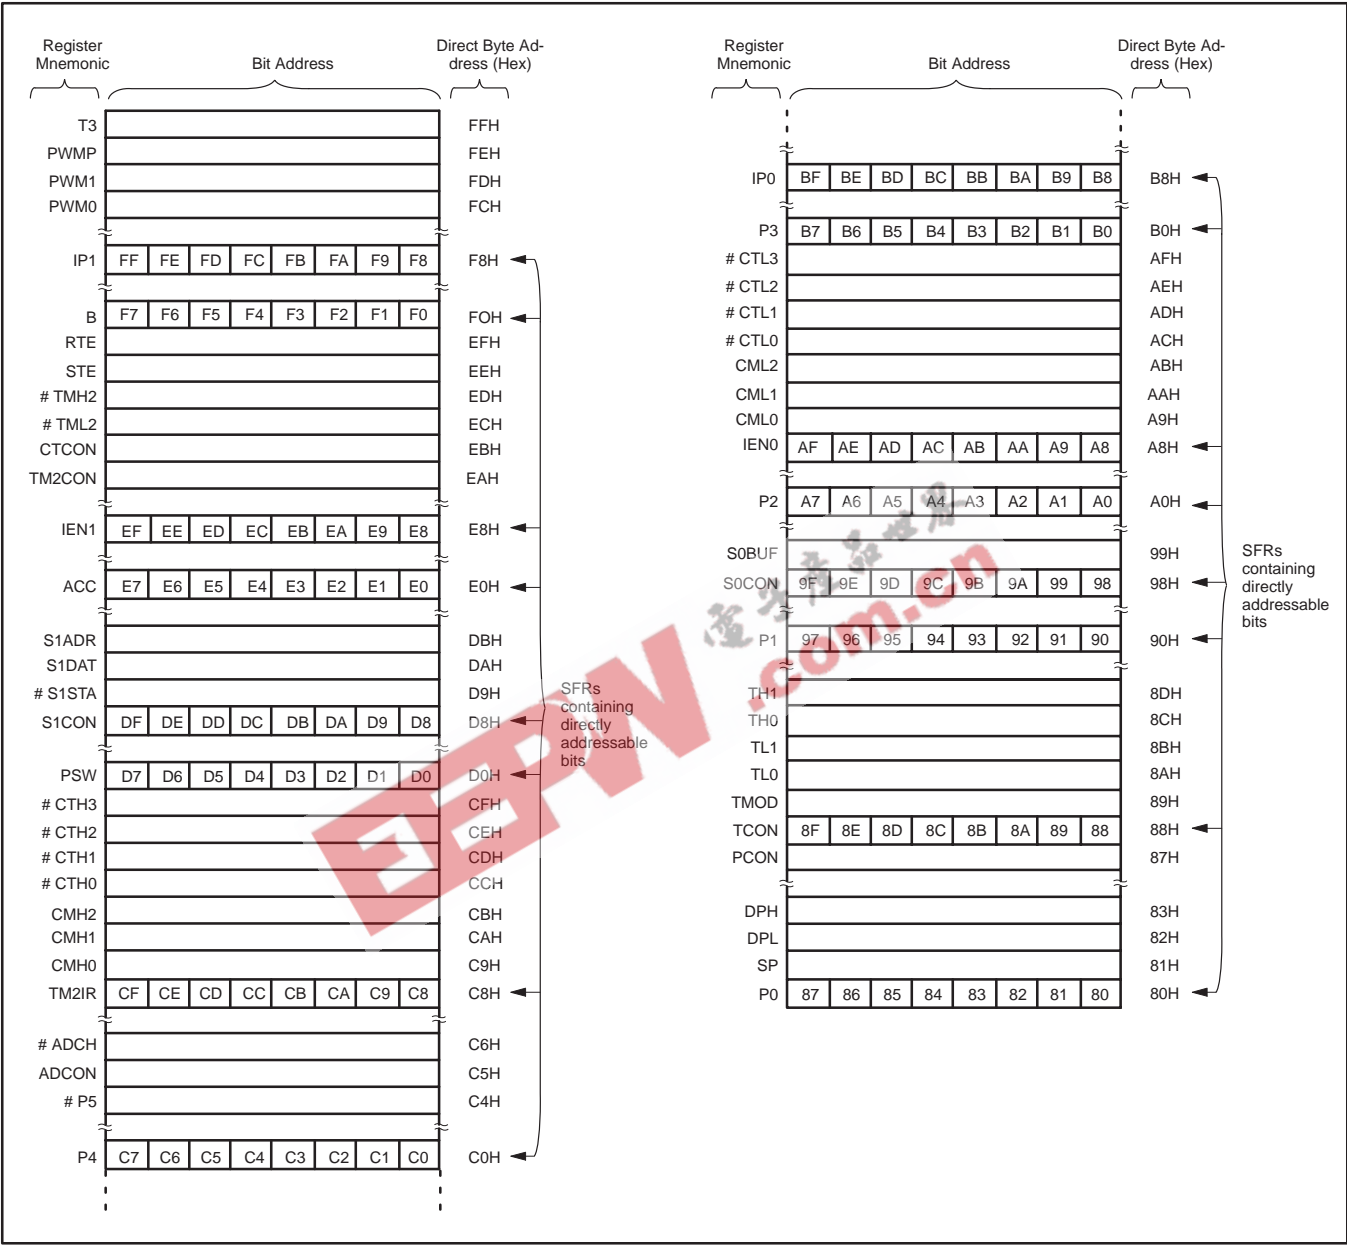 Register
Mnemonic
Bit Address
Direct Byte Ad-
dress (Hex)
T3 FFH
PWMP FEH
PWM1 FDH
PWM0 FCH
IP1 FF FE FD FC FB FA F9 F8 F8H
B F7 F6 F5 F4 F3 F2 F1 F0 FOH
RTE EFH
STE EEH
# TMH2 EDH
# TML2 ECH
CTCON EBH
TM2CON EAH
IEN1 EF EE ED EC EB EA E9 E8 E8H
ACC E7 E6 E5 E4 E3 E2 E1 E0 E0H
S1ADR DBH
S1DAT DAH
# S1STA D9H
S1CON DF DE DD DC DB DA D9 D8 D8H
PSW D7 D6 D5 D4 D3 D2 D1 D0 D0H
# CTH3 CFH
# CTH2 CEH
# CTH1 CDH
# CTH0 CCH
CMH2 CBH
CMH1 CAH
CMH0 C9H
TM2IR CF CE CD CC CB CA C9 C8 C8H
# ADCH C6H
ADCON C5H
# P5 C4H
P4 C7 C6 C5 C4 C3 C2 C1 C0 C0H
SFRs
containing
directly
addressable
bits
Register
Mnemonic
Bit Address
Direct Byte Ad-
dress (Hex)
IP0 BF BE BD BC BB BA B9 B8 B8H
P3 B7 B6 B5 B4 B3 B2 B1 B0 B0H
# CTL3 AFH
# CTL2 AEH
# CTL1 ADH
# CTL0 ACH
CML2 ABH
CML1 AAH
CML0 A9H
IEN0 AF AE AD AC AB AA A9 A8 A8H
P2 A7 A6 A5 A4 A3 A2 A1 A0 A0H
S0BUF 99H
S0CON 9F 9E 9D 9C 9B 9A 99 98 98H
P1 97 96 95 94 93 92 91 90 90H
TH1 8DH
TH0 8CH
TL1 8BH
TL0 8AH
TMOD 89H
TCON 8F 8E 8D 8C 8B 8A 89 88 88H
PCON 87H
DPH 83H
DPL 82H
SP 81H
P0 87 86 85 84 83 82 81 80 80H
SFRs
containing
directly
addressable
bits
EEPW.com.cn
電子產品世界